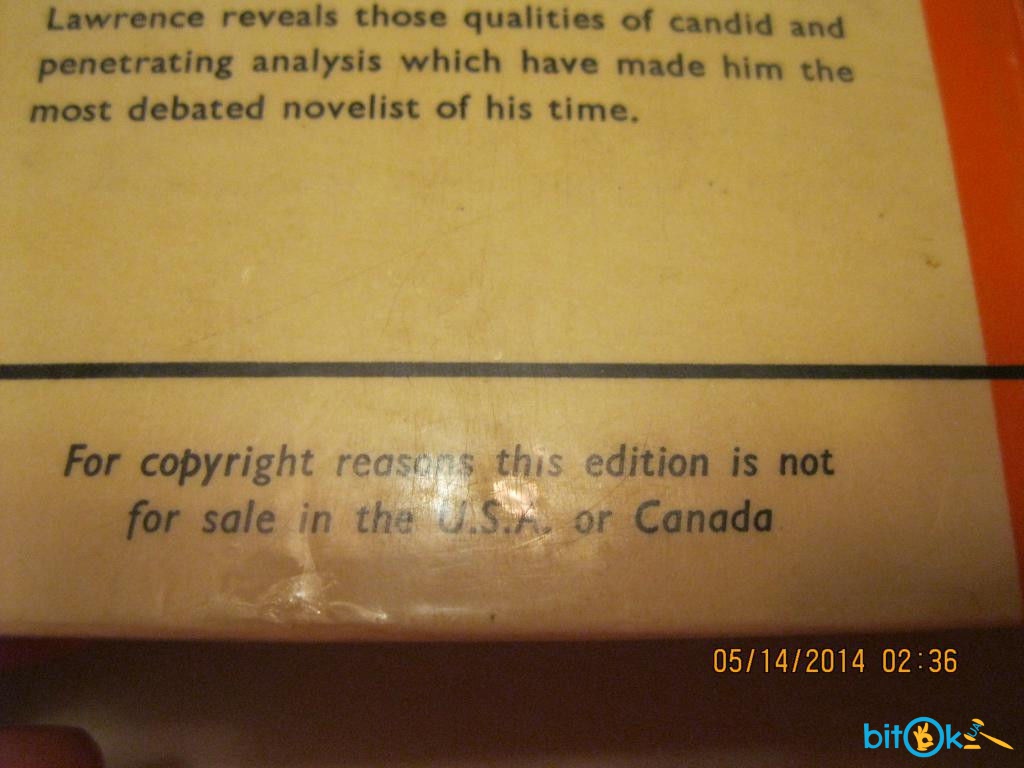 Lawrence reveals those qualities of candid and
penetrating analysis which have made him the
most debated novelist of his time.
For copyright reasons this edition is not
for sale in the U.S.A. or Canada
05/14/2014 02:36
bitOk UA